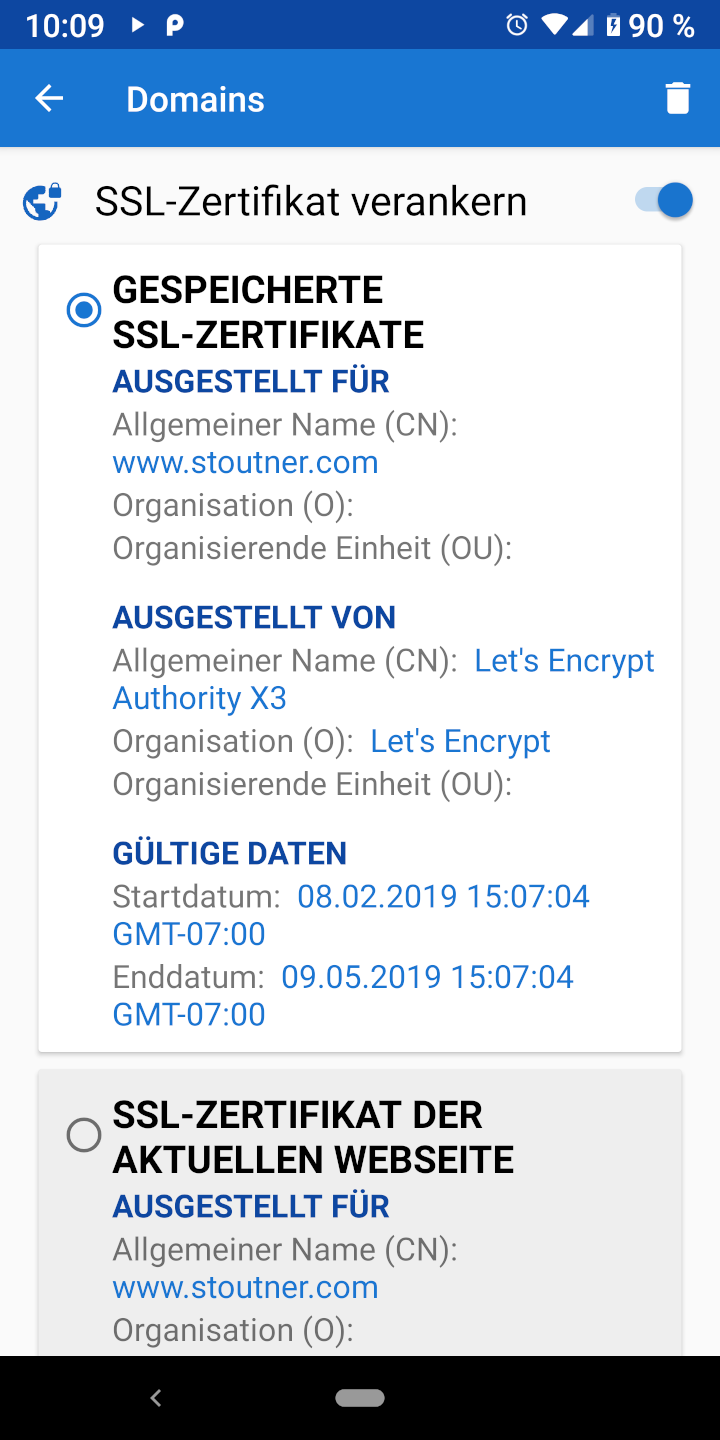 10:09 90 %
Domains
SSL-Zertifikat verankern
GESPEICHERTE
SSL-ZERTIFIKATE
AUSGESTELLT FÜR
Allgemeiner Name (CN):
www.stoutner.com
Organisation (O):
Organisierende Einheit (OU):
AUSGESTELLT VON
Allgemeiner Name (CN): Let's Encrypt
Authority X3
Organisation (O): Let's Encrypt
Organisierende Einheit (OU):
GÜLTIGE DATEN
Startdatum: 08.02.2019 15:07:04
GMT-07:00
Enddatum: 09.05.2019 15:07:04
GMT-07:00
SSL-ZERTIFIKAT DER
AKTUELLEN WEBSEITE
AUSGESTELLT FÜR
Allgemeiner Name (CN):
www.stoutner.com
Organisation (O):